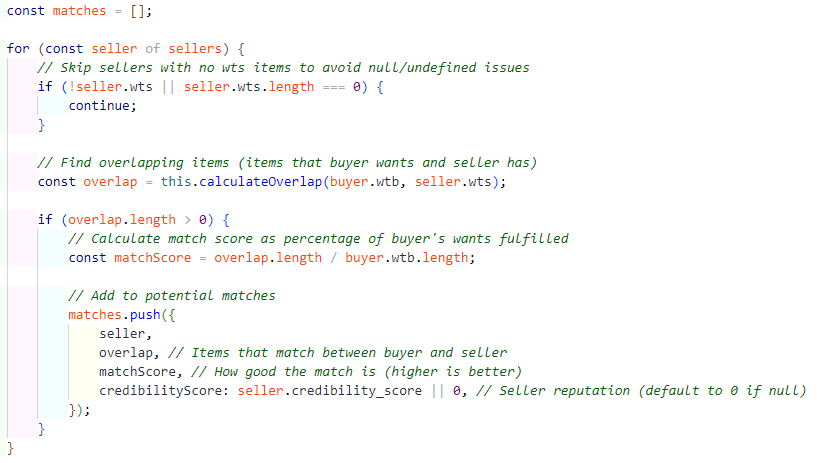 const matches = [];
for (const seller of sellers) {
// Skip sellers with no wts items to avoid null/undefined issues
if (!seller.wts || seller.wts.length === 0) {
continue;
}
// Find overlapping items (items that buyer wants and seller has)
const overlap = this.calculateOverlap(buyer.wtb, seller.wts);
if (overlap.length > 0) {
// Calculate match score as percentage of buyer's wants fulfilled
const matchScore = overlap.length / buyer.wtb.length;
// Add to potential matches
matches.push({
seller,
overlap, // Items that match between buyer and seller
matchScore, // How good the match is (higher is better)
credibilityScore: seller.credibility_score || 0, // Seller reputation (default to 0 if null)
});
}
}